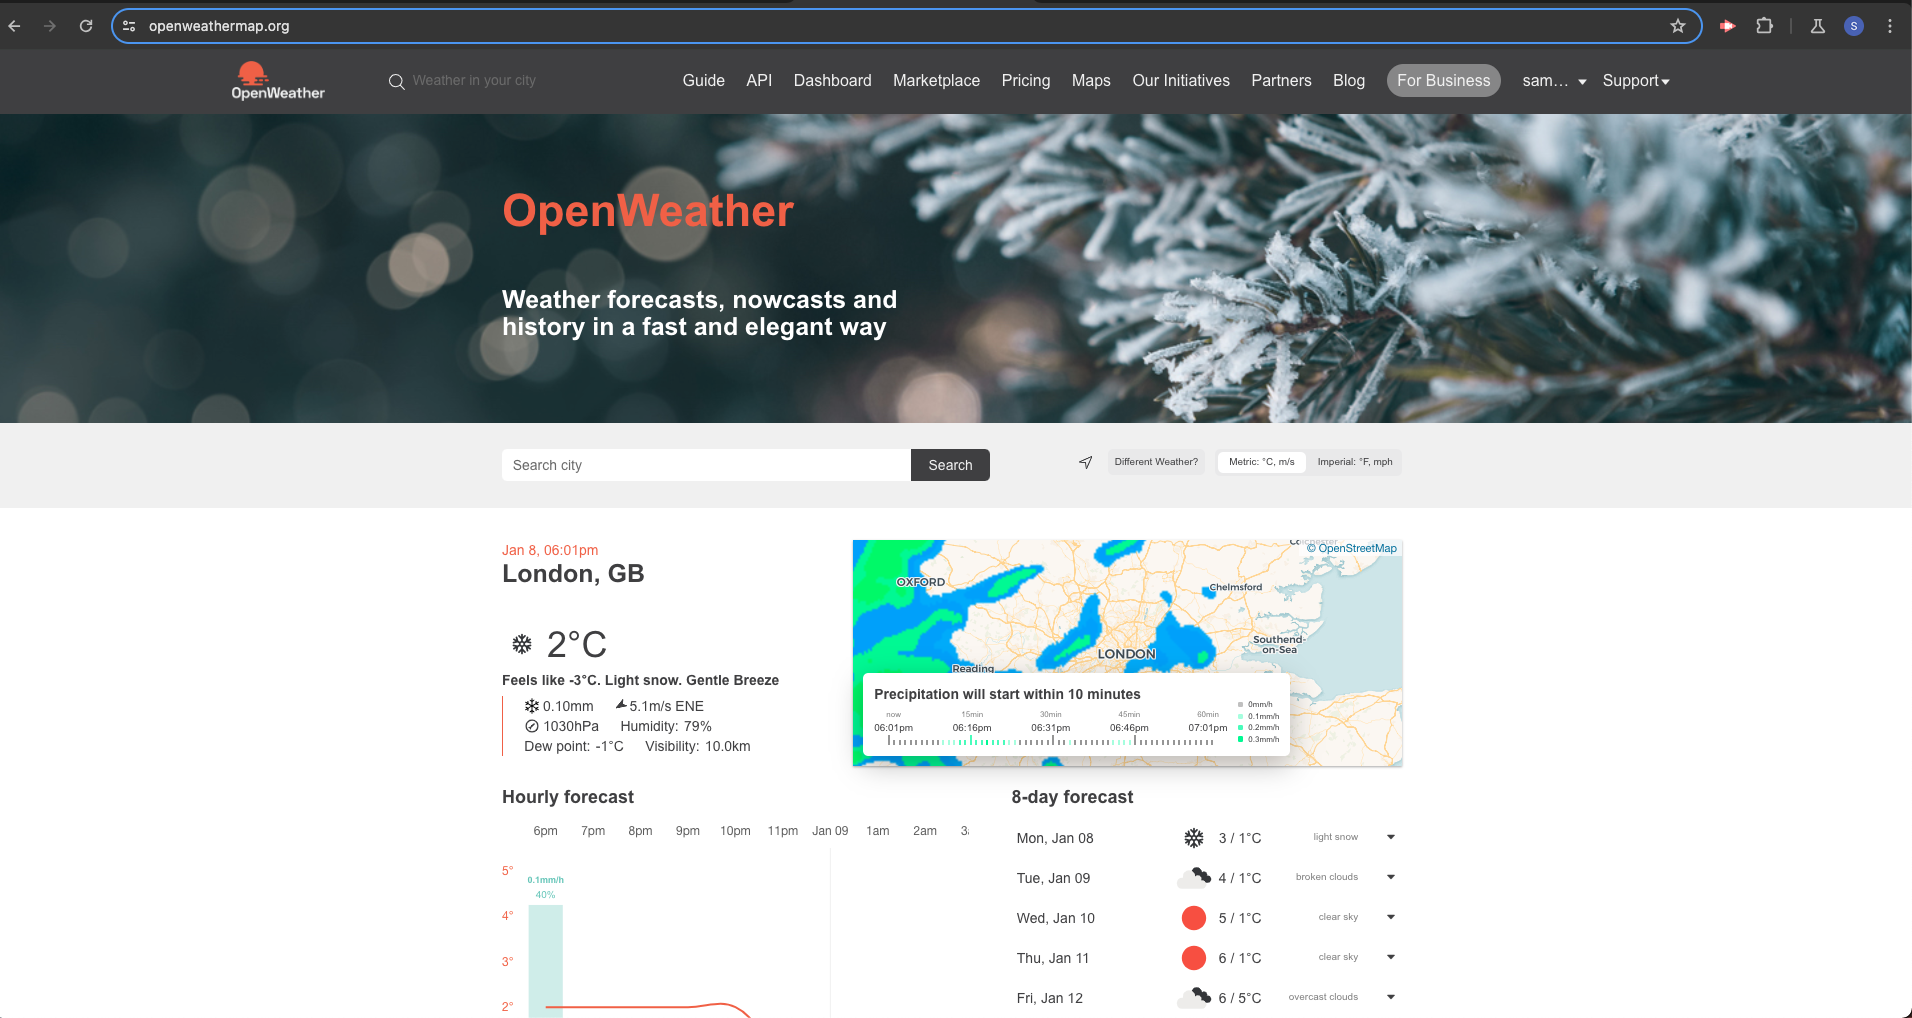 openweathermap.org
S
OpenWeather
Weather in your city
Guide API Dashboard Marketplace Pricing Maps Our Initiatives Partners Blog For Business sam… Support
OpenWeather
Weather forecasts, nowcasts and
history in a fast and elegant way
Search city
Search
Different Weather? Metric: °C, m/s Imperial: °F, mph
Jan 8, 06:01pm
London, GB
2°C
Feels like -3°C. Light snow. Gentle Breeze
0.10mm 5.1m/s ENE
1030hPa Humidity: 79%
Dew point: -1°C Visibility: 10.0km
© OpenStreetMap
OXFORD
Chelmsford
Southend-
on-Sea
LONDON
Reading
Precipitation will start within 10 minutes
now 15min 30min 45min 60min
06:01pm 06:16pm 06:31pm 06:46pm 07:01pm
0mm/h
0.1mm/h
0.2mm/h
0.3mm/h
Hourly forecast
6pm 7pm 8pm 9pm 10pm 11pm Jan 09 1am 2am
5°
0.1mm/h
40%
4°
3°
2°
8-day forecast
Mon, Jan 08 3 / 1°C light snow
Tue, Jan 09 4 / 1°C broken clouds
Wed, Jan 10 5 / 1°C clear sky
Thu, Jan 11 6 / 1°C clear sky
Fri, Jan 12 6 / 5°C overcast clouds